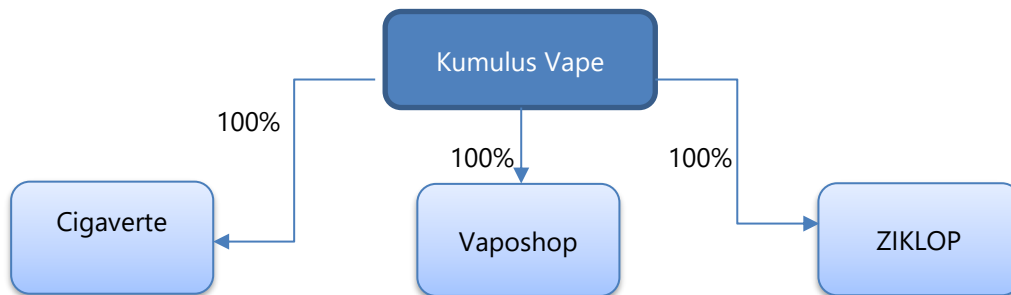 Kumulus Vape
100%
100%
100%
Cigaverte
Vaposhop
ZIKLOP